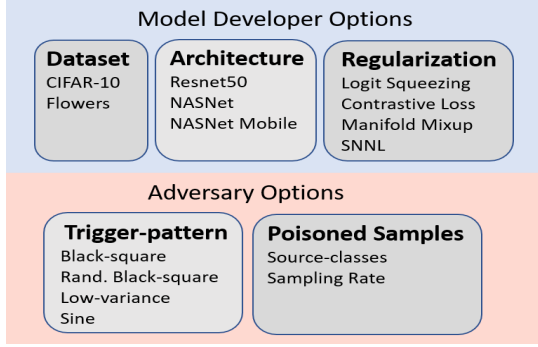 Model Developer Options
Dataset
CIFAR-10
Flowers
Architecture
Resnet50
NASNet
NASNet Mobile
Regularization
Logit Squeezing
Contrastive Loss
Manifold Mixup
SNNL
Adversary Options
Trigger-pattern
Black-square
Rand. Black-square
Low-variance
Sine
Poisoned Samples
Source-classes
Sampling Rate